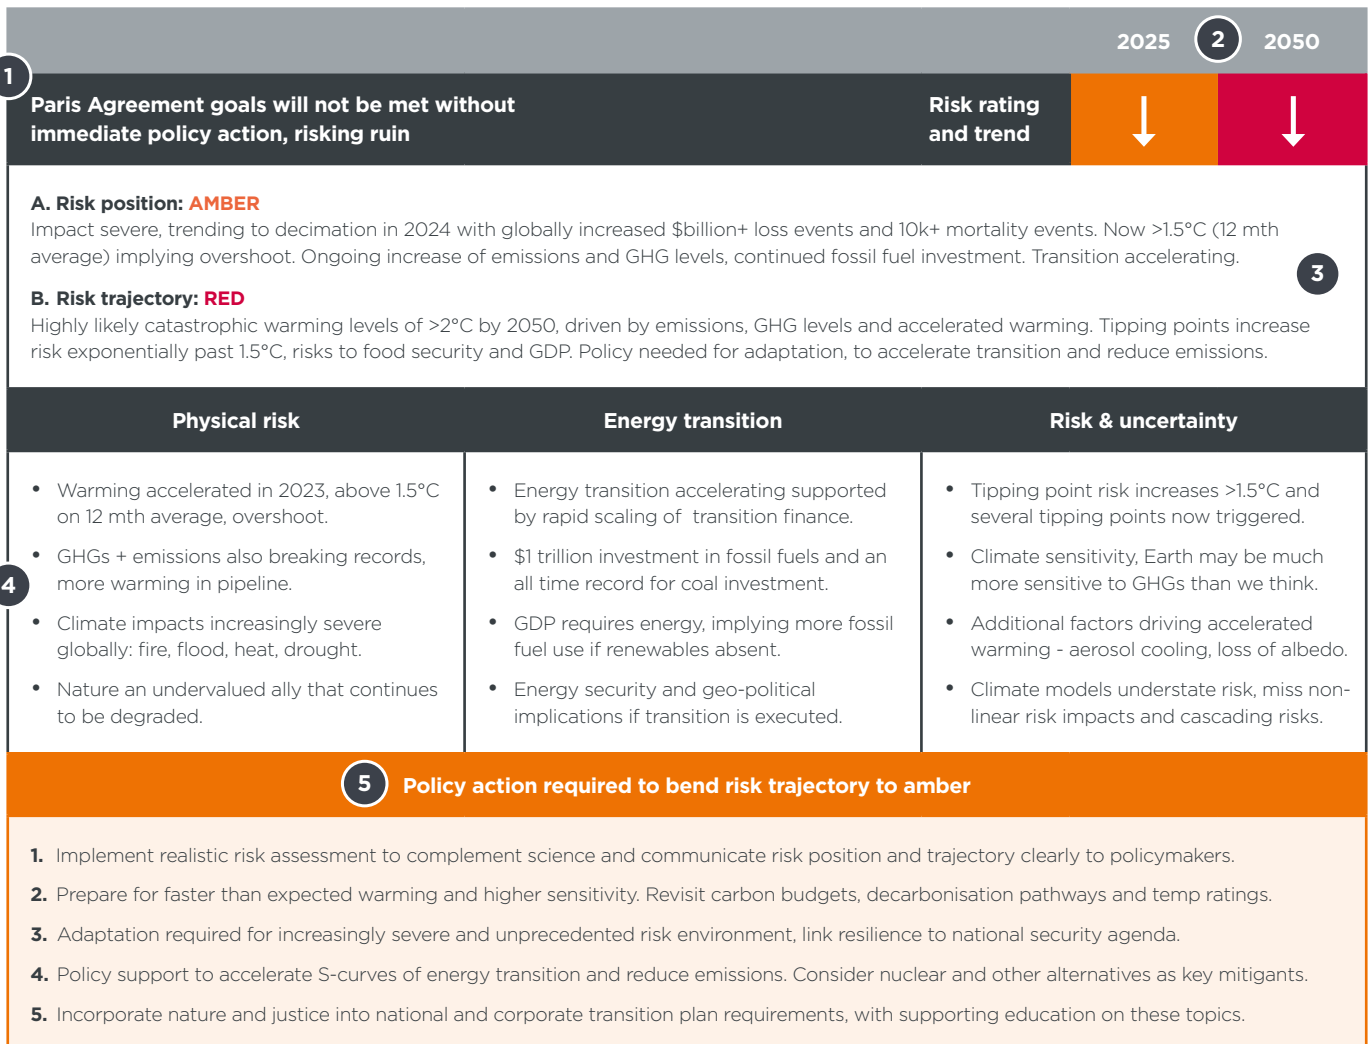 2025 2 2050
1
Paris Agreement goals will not be met without
immediate policy action, risking ruin
Risk rating
and trend
A. Risk position: AMBER
Impact severe, trending to decimation in 2024 with globally increased $billion+ loss events and 10k+ mortality events. Now >1.5°C (12 mth
average) implying overshoot. Ongoing increase of emissions and GHG levels, continued fossil fuel investment. Transition accelerating.
3
B. Risk trajectory: RED
Highly likely catastrophic warming levels of >2°C by 2050, driven by emissions, GHG levels and accelerated warming. Tipping points increase
risk exponentially past 1.5°C, risks to food security and GDP. Policy needed for adaptation, to accelerate transition and reduce emissions.
Physical risk
• Warming accelerated in 2023, above 1.5°C
on 12 mth average, overshoot.
• GHGs + emissions also breaking records,
more warming in pipeline.
4
• Climate impacts increasingly severe
globally: fire, flood, heat, drought.
• Nature an undervalued ally that continues
to be degraded.
Energy transition
• Energy transition accelerating supported
by rapid scaling of transition finance.
• $1 trillion investment in fossil fuels and an
all time record for coal investment.
• GDP requires energy, implying more fossil
fuel use if renewables absent.
• Energy security and geo-political
implications if transition is executed.
Risk & uncertainty
• Tipping point risk increases >1.5°C and
several tipping points now triggered.
• Climate sensitivity, Earth may be much
more sensitive to GHGs than we think.
• Additional factors driving accelerated
warming - aerosol cooling, loss of albedo.
• Climate models understate risk, miss non-
linear risk impacts and cascading risks.
5 Policy action required to bend risk trajectory to amber
1. Implement realistic risk assessment to complement science and communicate risk position and trajectory clearly to policymakers.
2. Prepare for faster than expected warming and higher sensitivity. Revisit carbon budgets, decarbonisation pathways and temp ratings.
3. Adaptation required for increasingly severe and unprecedented risk environment, link resilience to national security agenda.
4. Policy support to accelerate S-curves of energy transition and reduce emissions. Consider nuclear and other alternatives as key mitigants.
5. Incorporate nature and justice into national and corporate transition plan requirements, with supporting education on these topics.